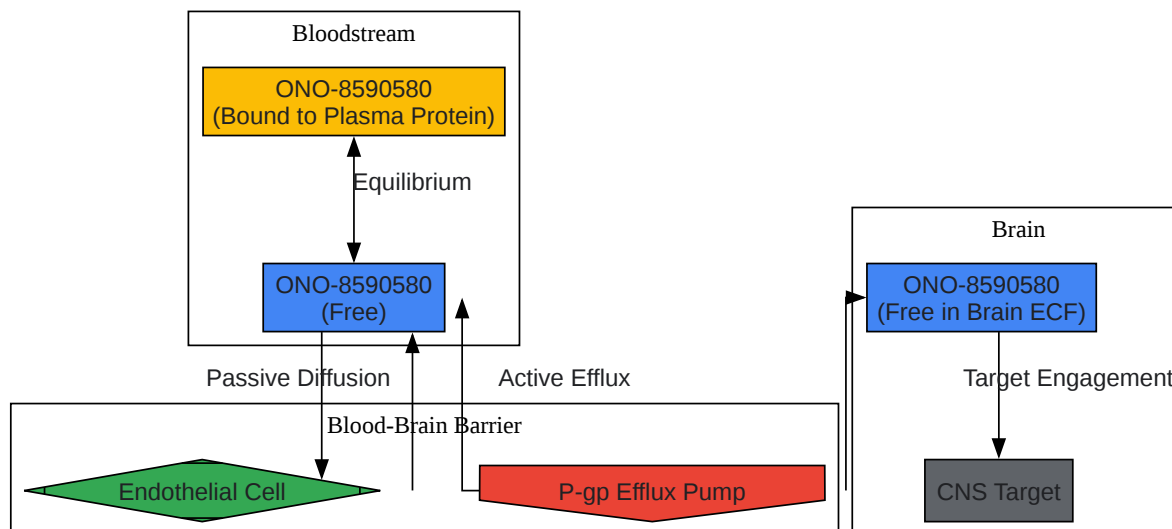 Bloodstream
ONO-8590580
(Bound to Plasma Protein)
Equilibrium
ONO-8590580
(Free)
Brain
ONO-8590580
(Free in Brain ECF)
Passive Diffusion
Active Efflux
Target Engagement
Blood-Brain Barrier
Endothelial Cell
P-gp Efflux Pump
CNS Target